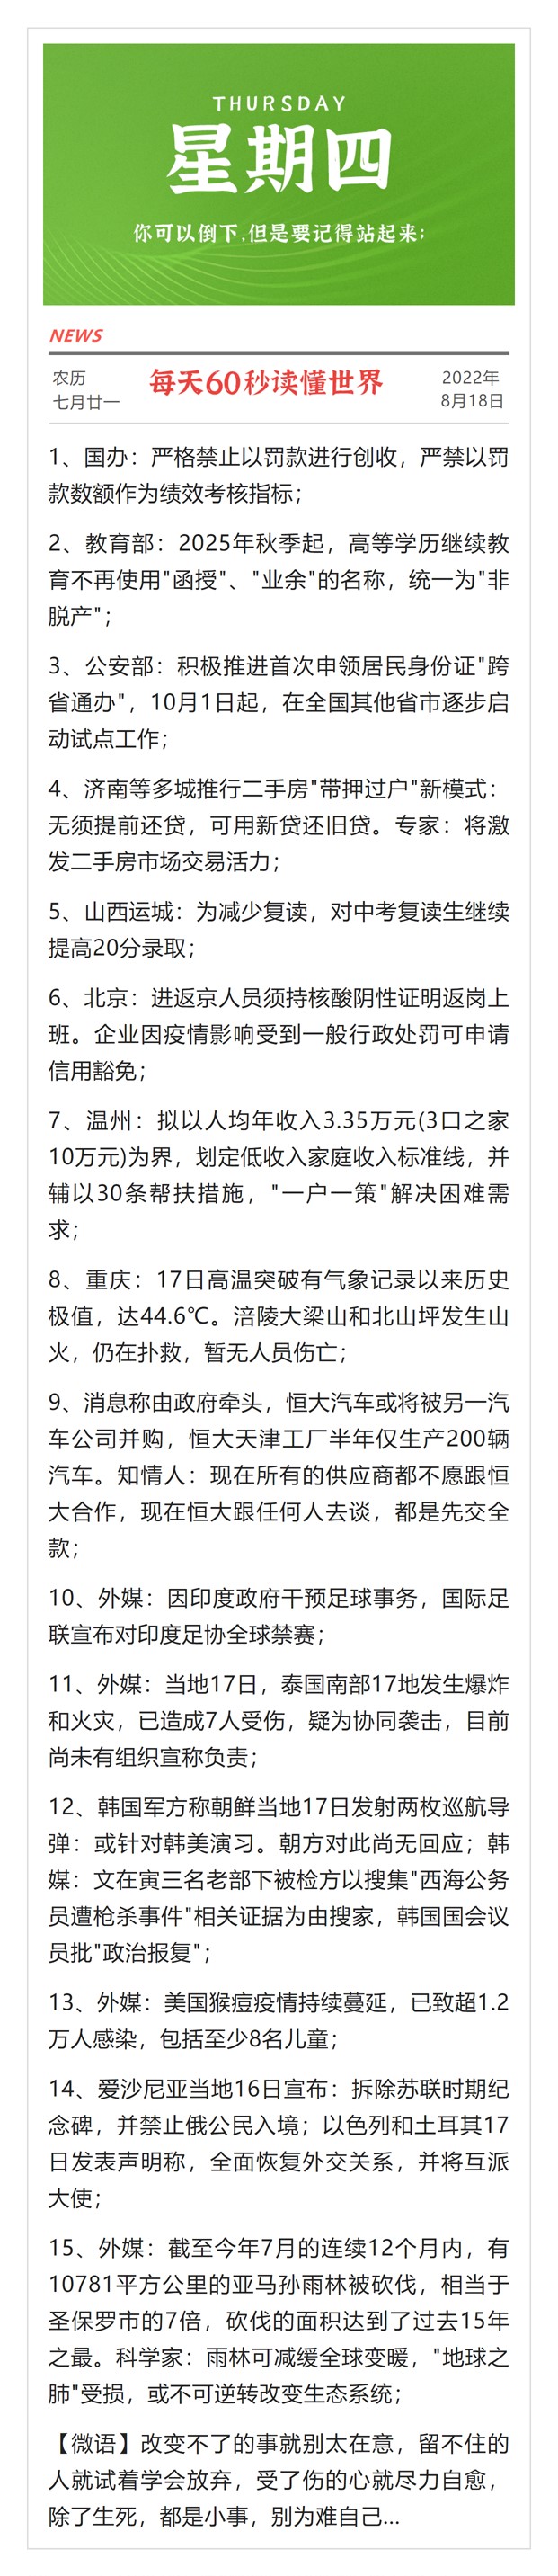 THURSDAY
星期四
你可以倒下,但是要记得站起来;
NEWS
农历
七月廿一
每天60秒读懂世界
2022年
8月18日
1、国办：严格禁止以罚款进行创收，严禁以罚
款数额作为绩效考核指标；
2、教育部：2025年秋季起，高等学历继续教
育不再使用"函授"、"业余"的名称，统一为"非
脱产"；
3、公安部：积极推进首次申领居民身份证"跨
省通办"，10月1日起，在全国其他省市逐步启
动试点工作；
4、济南等多城推行二手房"带押过户"新模式：
无须提前还贷，可用新贷还旧贷。专家：将激
发二手房市场交易活力；
5、山西运城：为减少复读，对中考复读生继续
提高20分录取；
6、北京：进返京人员须持核酸阴性证明返岗上
班。企业因疫情影响受到一般行政处罚可申请
信用豁免；
7、温州：拟以人均年收入3.35万元(3口之家
10万元)为界，划定低收入家庭收入标准线，并
辅以30条帮扶措施，"一户一策"解决困难需
求；
8、重庆：17日高温突破有气象记录以来历史
极值，达44.6℃。涪陵大梁山和北山坪发生山
火，仍在扑救，暂无人员伤亡；
9、消息称由政府牵头，恒大汽车或将被另一汽
车公司并购，恒大天津工厂半年仅生产200辆
汽车。知情人：现在所有的供应商都不愿跟恒
大合作，现在恒大跟任何人去谈，都是先交全
款；
10、外媒：因印度政府干预足球事务，国际足
联宣布对印度足协全球禁赛；
11、外媒：当地17日，泰国南部17地发生爆炸
和火灾，已造成7人受伤，疑为协同袭击，目前
尚未有组织宣称负责；
12、韩国军方称朝鲜当地17日发射两枚巡航导
弹：或针对韩美演习。朝方对此尚无回应；韩
媒：文在寅三名老部下被检方以搜集"西海公务
员遭枪杀事件"相关证据为由搜家，韩国国会议
员批"政治报复"；
13、外媒：美国猴痘疫情持续蔓延，已致超1.2
万人感染，包括至少8名儿童；
14、爱沙尼亚当地16日宣布：拆除苏联时期纪
念碑，并禁止俄公民入境；以色列和土耳其17
日发表声明称，全面恢复外交关系，并将互派
大使；
15、外媒：截至今年7月的连续12个月内，有
10781平方公里的亚马孙雨林被砍伐，相当于
圣保罗市的7倍，砍伐的面积达到了过去15年
之最。科学家：雨林可减缓全球变暖，"地球之
肺"受损，或不可逆转改变生态系统；
【微语】改变不了的事就别太在意，留不住的
人就试着学会放弃，受了伤的心就尽力自愈，
除了生死，都是小事，别为难自己...